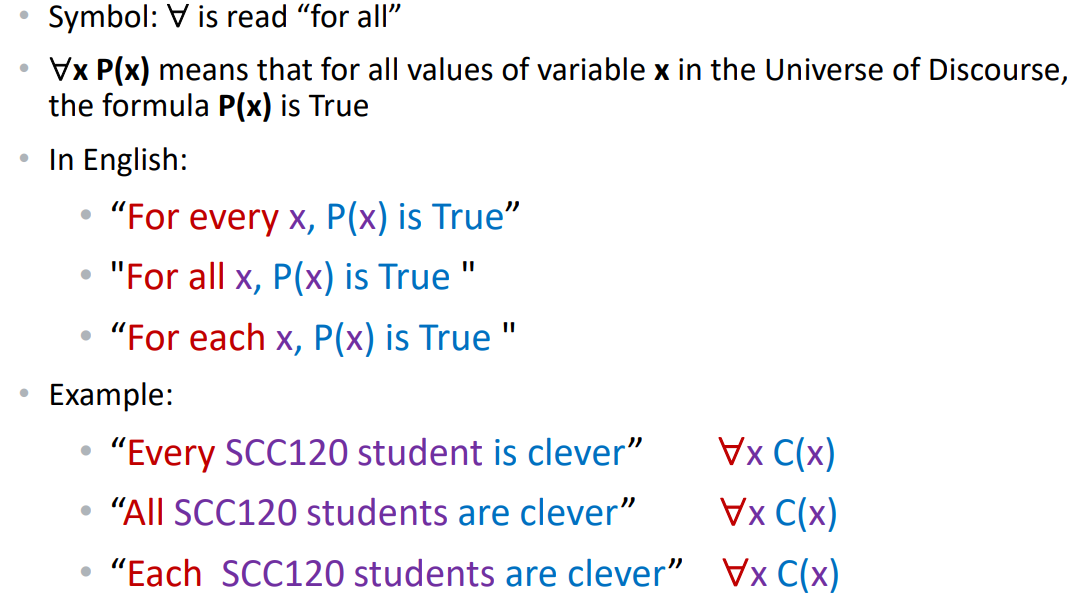 • Symbol: ∀ is read “for all”
• ∀x P(x) means that for all values of variable x in the Universe of Discourse,
the formula P(x) is True
• In English:
• “For every x, P(x) is True”
• "For all x, P(x) is True "
• “For each x, P(x) is True "
• Example:
• “Every SCC120 student is clever” ∀x C(x)
• “All SCC120 students are clever” ∀x C(x)
• “Each  SCC120 students are clever” ∀x C(x)